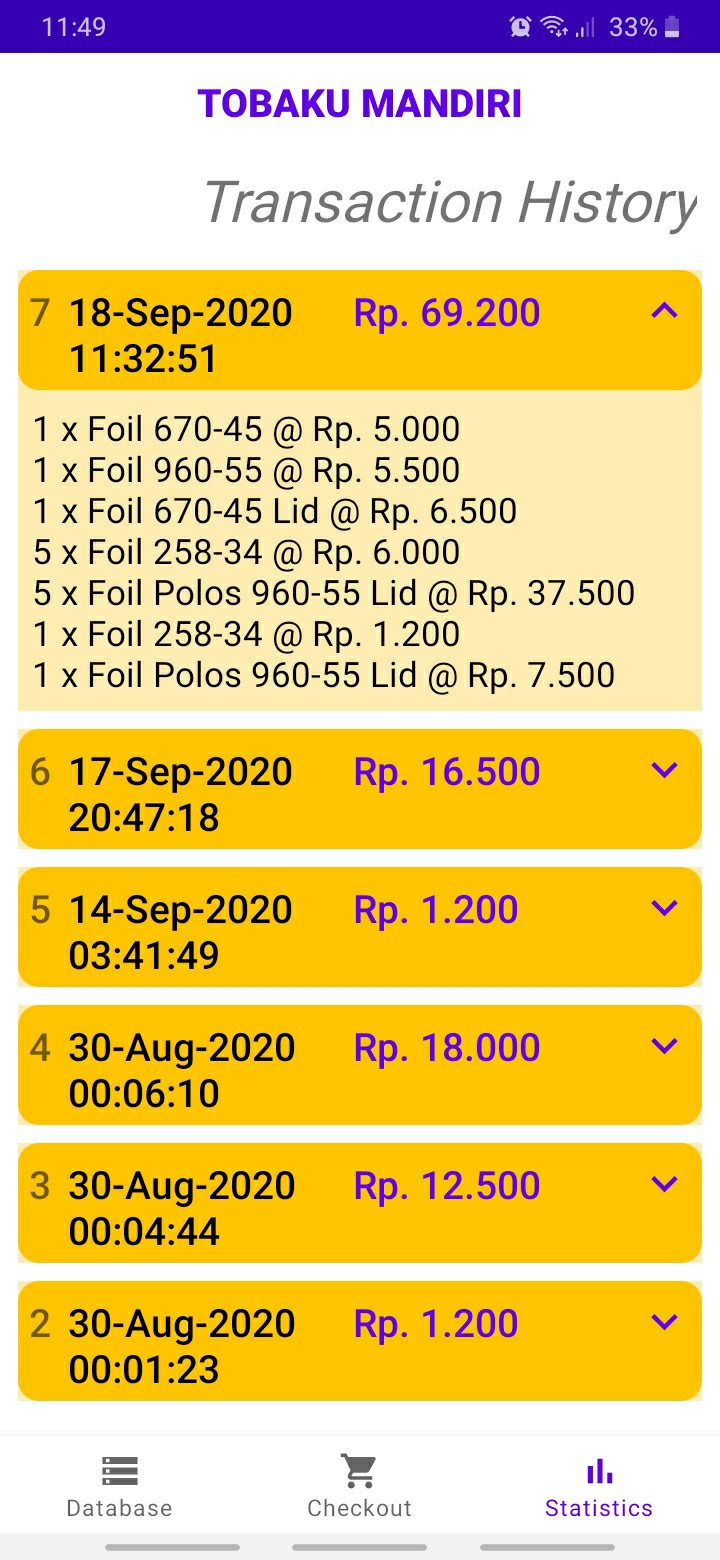 11:49 33%
TOBAKU MANDIRI
Transaction History
7 18-Sep-2020 Rp. 69.200
11:32:51
1 x Foil 670-45 @ Rp. 5.000
1 x Foil 960-55 @ Rp. 5.500
1 x Foil 670-45 Lid @ Rp. 6.500
5 x Foil 258-34 @ Rp. 6.000
5 x Foil Polos 960-55 Lid @ Rp. 37.500
1 x Foil 258-34 @ Rp. 1.200
1 x Foil Polos 960-55 Lid @ Rp. 7.500
6 17-Sep-2020 Rp. 16.500
20:47:18
5 14-Sep-2020 Rp. 1.200
03:41:49
4 30-Aug-2020 Rp. 18.000
00:06:10
3 30-Aug-2020 Rp. 12.500
00:04:44
2 30-Aug-2020 Rp. 1.200
00:01:23
Database Checkout Statistics